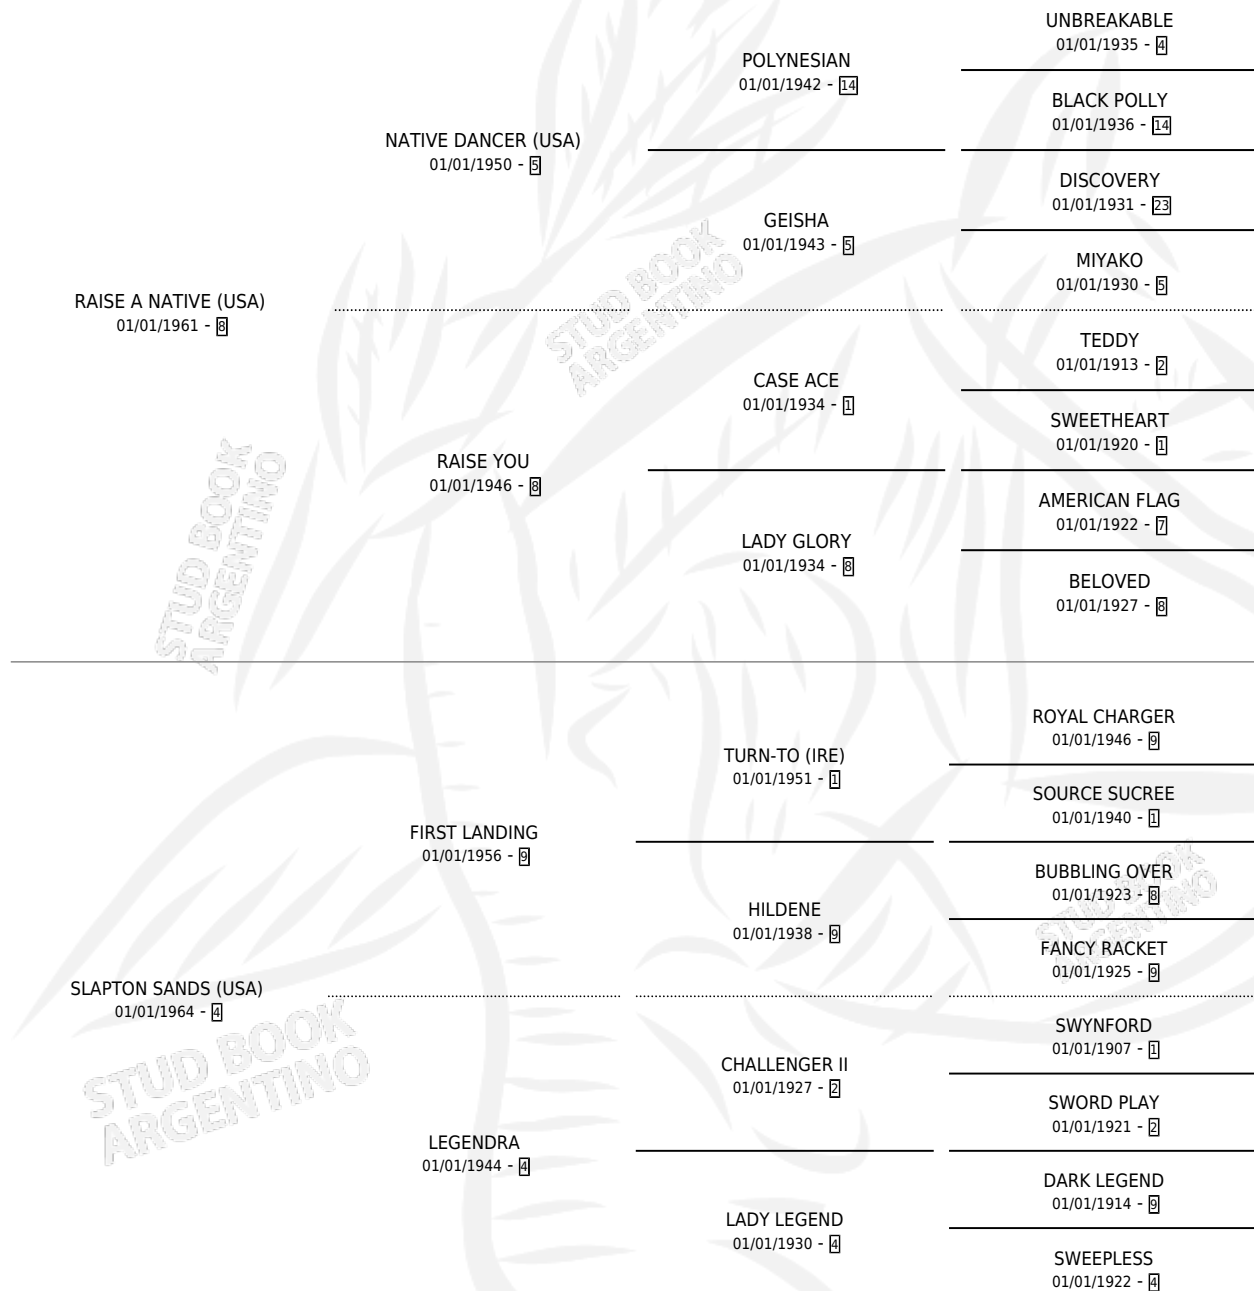 UNBREAKABLE
01/01/1935 - 4
POLYNESIAN
01/01/1942 - 14
BLACK POLLY
01/01/1936 - 14
NATIVE DANCER (USA)
01/01/1950 - 5
DISCOVERY
01/01/1931 - 23
GEISHA
01/01/1943 - 5
MIYAKO
01/01/1930 - 5
RAISE A NATIVE (USA)
01/01/1961 - 8
TEDDY
01/01/1913 - 2
CASE ACE
01/01/1934 - 1
SWEETHEART
01/01/1920 - 1
RAISE YOU
01/01/1946 - 8
AMERICAN FLAG
01/01/1922 - 7
LADY GLORY
01/01/1934 - 8
BELOVED
01/01/1927 - 8
STUD BOOK
ARGENTINO
STUD BOOK
ARGENTINO
ROYAL CHARGER
01/01/1946 - 9
TURN-TO (IRE)
01/01/1951 - 1
SOURCE SUCREE
01/01/1940 - 1
FIRST LANDING
01/01/1956 - 9
BUBBLING OVER
01/01/1923 - 8
HILDENE
01/01/1938 - 9
FANCY RACKET
01/01/1925 - 9
SLAPTON SANDS (USA)
01/01/1964 - 4
SWYNFORD
01/01/1907 - 1
CHALLENGER II
01/01/1927 - 2
SWORD PLAY
01/01/1921 - 2
LEGENDRA
01/01/1944 - 4
DARK LEGEND
01/01/1914 - 9
LADY LEGEND
01/01/1930 - 4
SWEEPLESS
01/01/1922 - 4
STUD BOOK
ARGENTINO
STUD BOOK
ARGENTINO